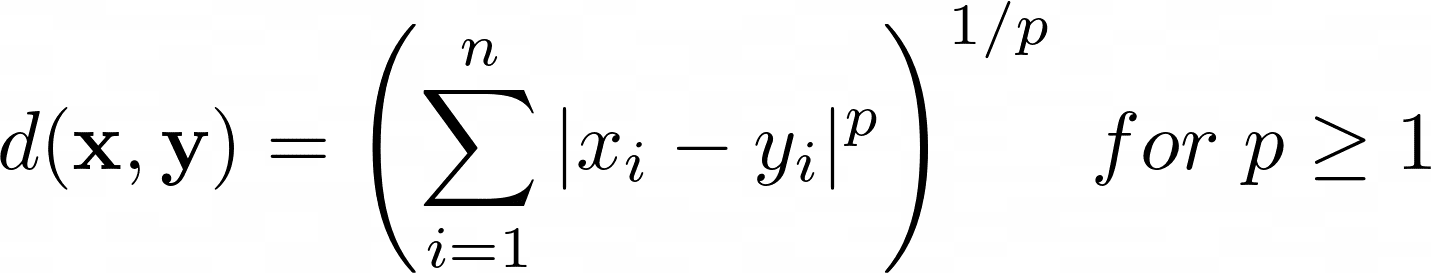 d(𝐱, 𝐲) = (∑_{i=1}^{n} |x_i − y_i|^p)^{1/p} for p ≥ 1